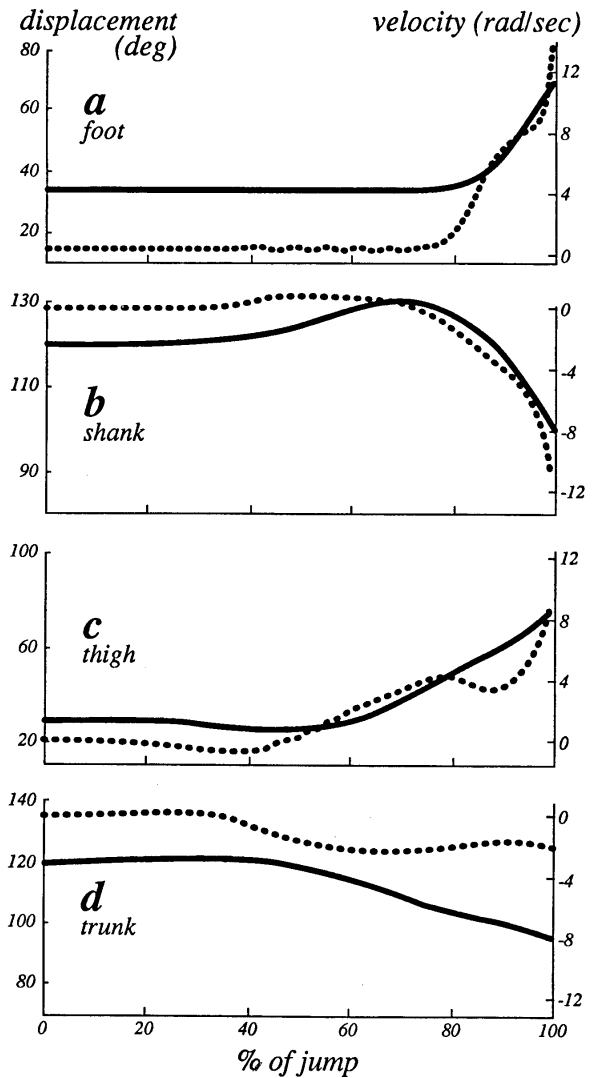 displacement (deg)
velocity (rad/sec)
80
60
40
20
12
8
4
0
a
foot
130
110
90
0
-4
-8
-12
b
shank
100
60
20
12
8
4
0
c
thigh
140
120
100
80
0
-4
-8
-12
d
trunk
0 20 40 60 80 100
% of jump